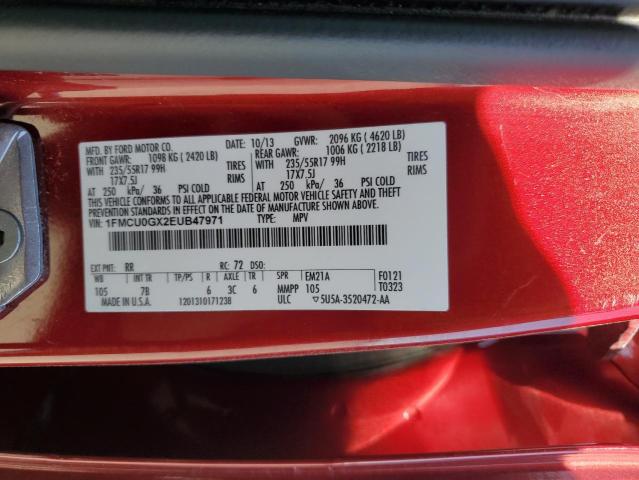 MFD. BY FORD MOTOR CO.
10/13 GVWR: 2096 KG ( 4620 LB)
FRONT GAWR: 1098 KG ( 2420 LB)
REAR GAWR: 1006 KG ( 2218 LB)
WITH 235/55R17 99H TIRES
WITH 235/55R17 99H TIRES
17X7.5J RIMS
17X7.5J RIMS
AT 250 kPa/ 36 PSI COLD
AT 250 kPa/ 36 PSI COLD
THIS VEHICLE CONFORMS TO ALL APPLICABLE FEDERAL MOTOR VEHICLE
SAFETY AND THEFT PREVENTION STANDARDS IN
EFFECT ON THE DATE OF MANUFACTURE SHOWN ABOVE.
1FMCU0GX2EUB47971 TYPE: MPV
EXT PNT: RR RC: 72 DSO:
WB INT TR TP/PS R AXLE TR SPR EM21A F0121
105 7B 6 3C 6 MMPP 105 T0323
MADE IN U.S.A. 1201310171238 ULC 5U5A-3520472-AA